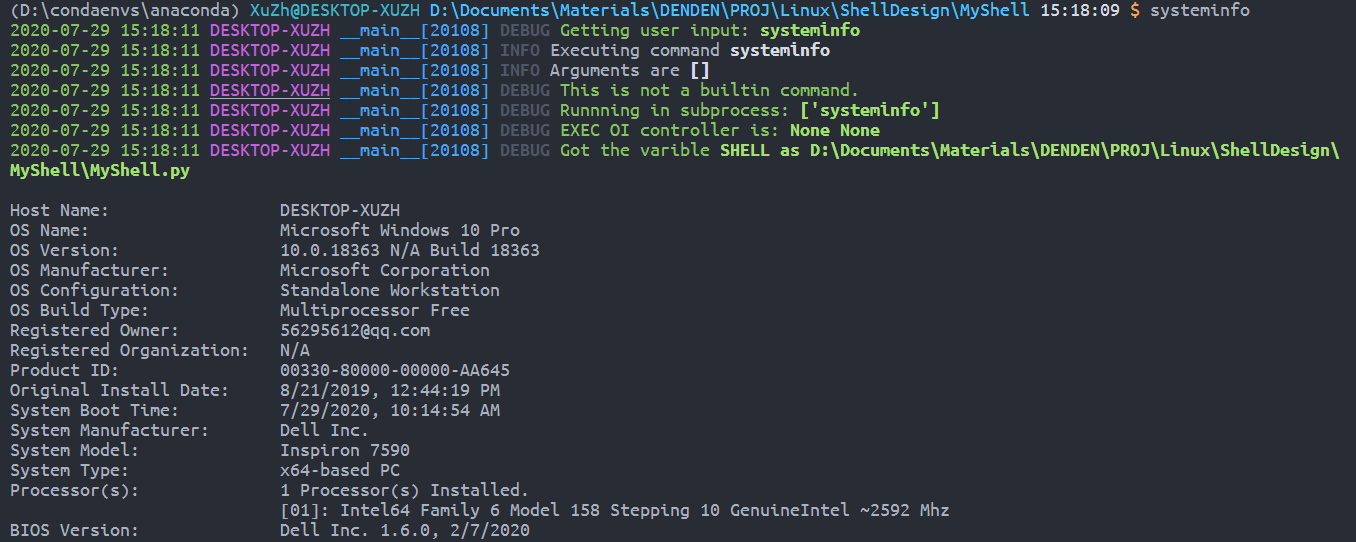 (D:\condaenvs\anaconda) XuZh@DESKTOP-XUZH D:\Documents\Materials\DENDEN\PROJ\Linux\ShellDesign\MyShell 15:18:09 $ systeminfo
2020-07-29 15:18:11 DESKTOP-XUZH __main__[20108] DEBUG Getting user input: systeminfo
2020-07-29 15:18:11 DESKTOP-XUZH __main__[20108] INFO Executing command systeminfo
2020-07-29 15:18:11 DESKTOP-XUZH __main__[20108] INFO Arguments are []
2020-07-29 15:18:11 DESKTOP-XUZH __main__[20108] DEBUG This is not a builtin command.
2020-07-29 15:18:11 DESKTOP-XUZH __main__[20108] DEBUG Runnning in subprocess: ['systeminfo']
2020-07-29 15:18:11 DESKTOP-XUZH __main__[20108] DEBUG EXEC OI controller is: None None
2020-07-29 15:18:11 DESKTOP-XUZH __main__[20108] DEBUG Got the varible SHELL as D:\Documents\Materials\DENDEN\PROJ\Linux\ShellDesign\
MyShell\MyShell.py
Host Name: DESKTOP-XUZH
OS Name: Microsoft Windows 10 Pro
OS Version: 10.0.18363 N/A Build 18363
OS Manufacturer: Microsoft Corporation
OS Configuration: Standalone Workstation
OS Build Type: Multiprocessor Free
Registered Owner: 56295612@qq.com
Registered Organization: N/A
Product ID: 00330-80000-00000-AA645
Original Install Date: 8/21/2019, 12:44:19 PM
System Boot Time: 7/29/2020, 10:14:54 AM
System Manufacturer: Dell Inc.
System Model: Inspiron 7590
System Type: x64-based PC
Processor(s): 1 Processor(s) Installed.
[01]: Intel64 Family 6 Model 158 Stepping 10 GenuineIntel ~2592 Mhz
BIOS Version: Dell Inc. 1.6.0, 2/7/2020